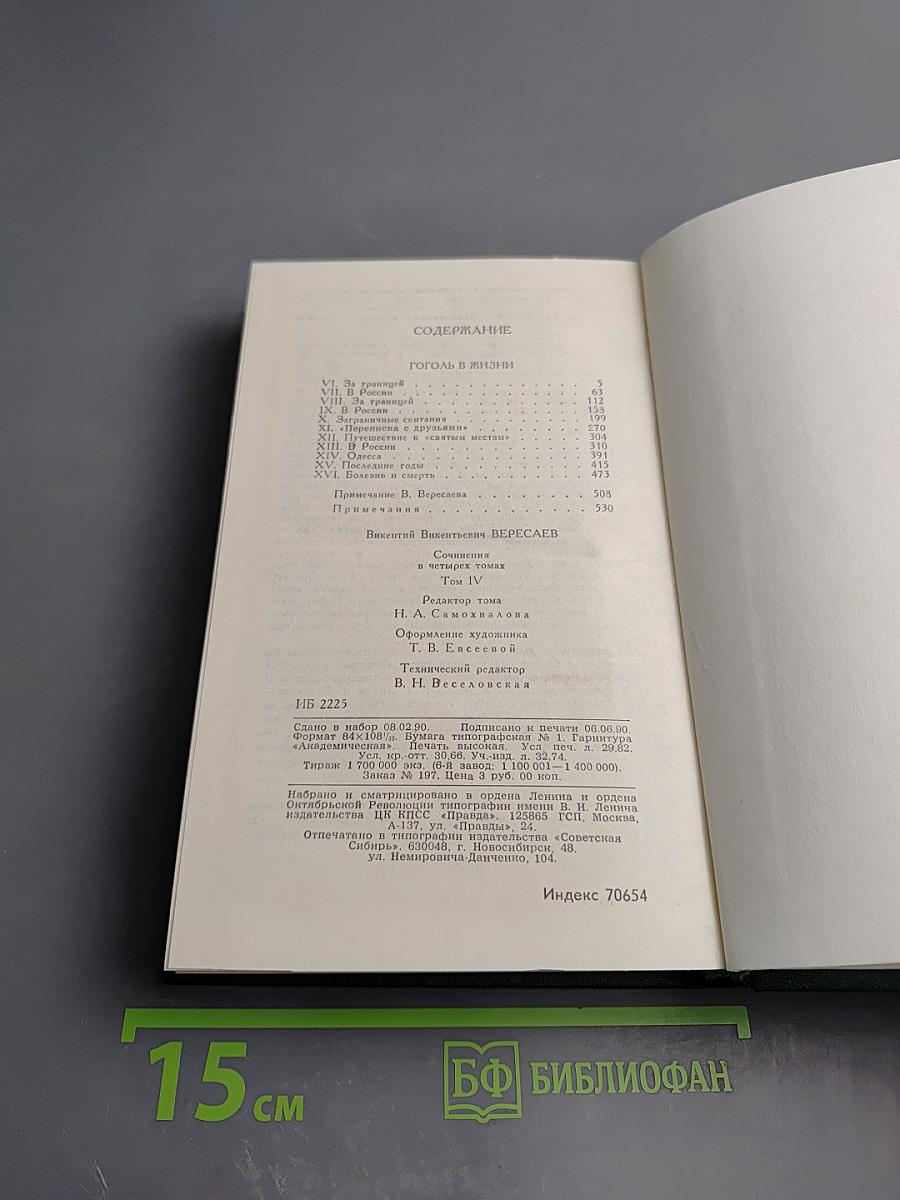 СОДЕРЖАНИЕ
ГОГОЛЬ В ЖИЗНИ
VI. За границей . . . . . . . . . . . . . 5
VII. В России . . . . . . . . . . . . . 63
VIII. За границей . . . . . . . . . . . . 112
IX. В России . . . . . . . . . . . . . 158
X. Заграничные скитания . . . . . . . . . . 199
XI. «Переписка с друзьями» . . . . . . . . 270
XII. Путешествие к «святым местам» . . . . . 304
XIII. В России . . . . . . . . . . . . . 310
XIV. Одесса . . . . . . . . . . . . . . 391
XV. Последние годы . . . . . . . . . . . 415
XVI. Болезнь и смерть . . . . . . . . . . . 473
Примечание В. Вересаева . . . . . . . . 508
Примечания . . . . . . . . . . . . 530
Викентий Викентьевич ВЕРЕСАЕВ
Сочинения
в четырех томах
Том IV
Редактор тома
Н. А. Самохвалова
Оформление художника
Т. В. Евсеевой
Технический редактор
В. Н. Веселовская
ИБ 2225
Сдано в набор 08.02.90. Подписано к печати 06.06.90.
Формат 84×108¹/₃₂. Бумага типографская № 1 Гарнитура
«Академическая». Печать высокая. Усл печ. л. 29,82.
Усл. кр.-отт. 30,66. Уч.-изд. л. 32,74.
Тираж 1 700 000 экз. (6-й завод: 1 100 001—1 400 000).
Заказ № 197. Цена 3 руб. 00 коп.
Набрано и сматрицировано в ордена Ленина и ордена
Октябрьской Революции типографии имени В. И. Ленина
издательства ЦК КПСС «Правда». 125865 ГСП, Москва,
А-137, ул. «Правды», 24.
Отпечатано в типографии издательства «Советская
Сибирь». 630048, г. Новосибирск, 48.
ул. Немировича-Данченко, 104.
Индекс 70654
15 см
БФ БИБЛИОФАН